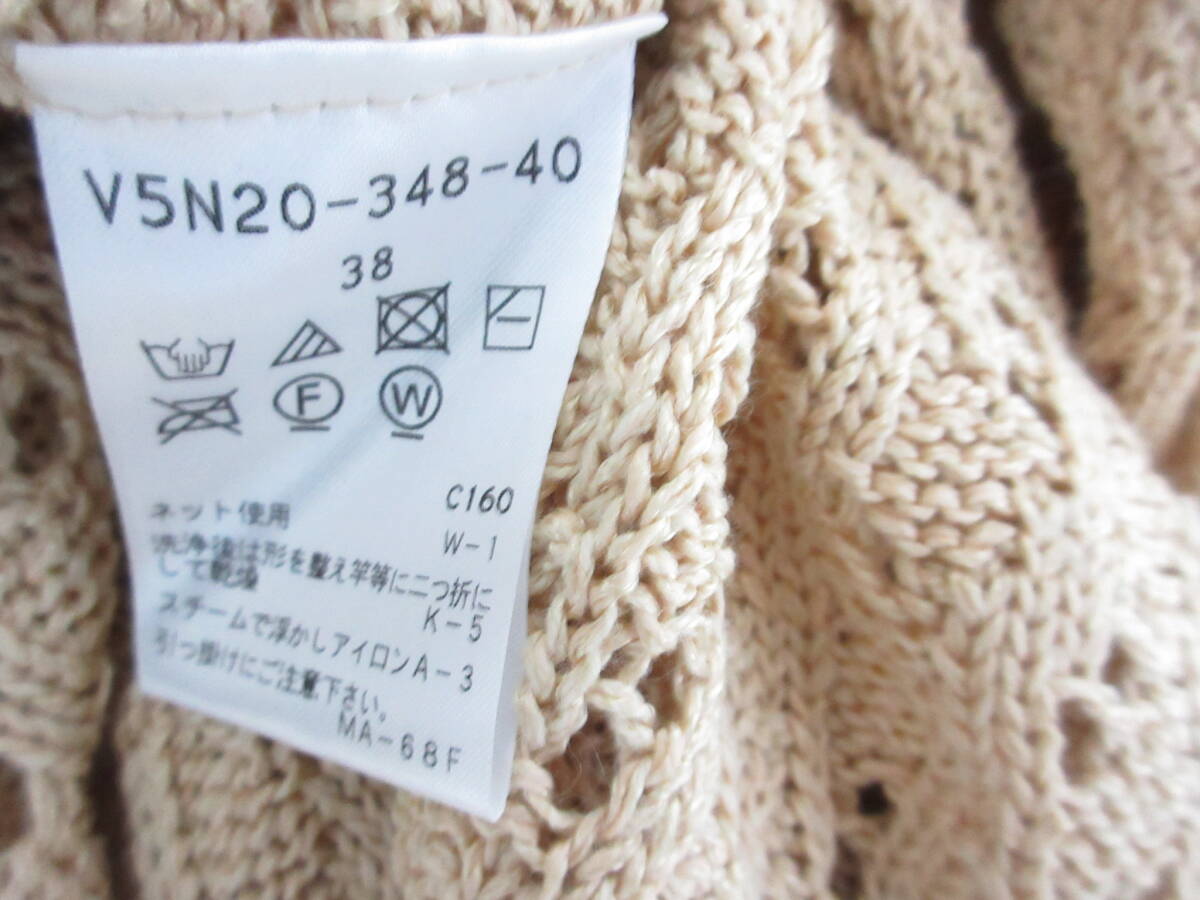 V5N20-348-40
38
F W
C160
ネット使用
W-1
洗浄後は形を整え竿等に二つ折に
して乾燥
K-5
スチームで浮かしアイロンA-3
引っ掛けにご注意下さい。
MA-68F